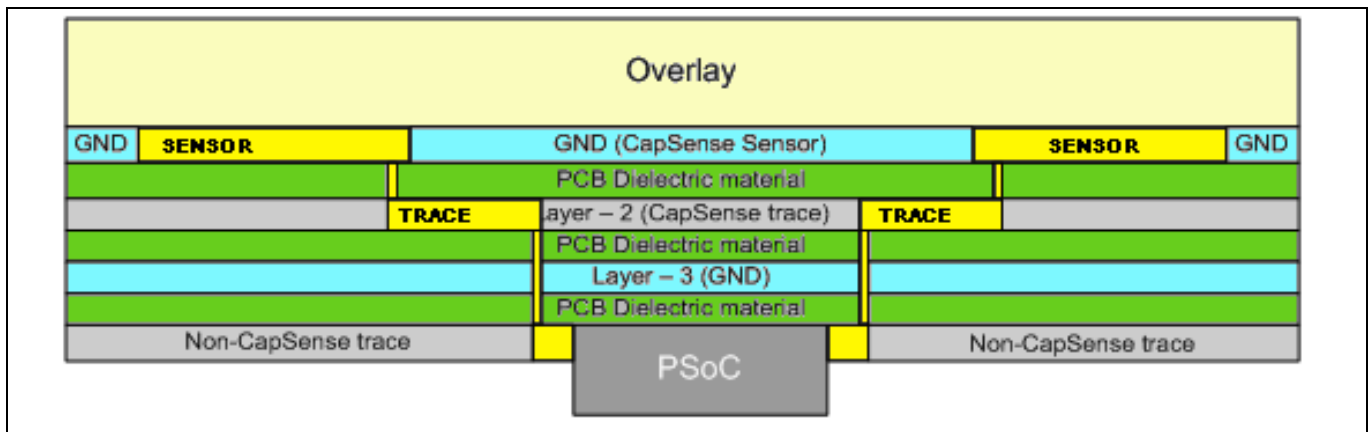 Overlay
GND SENSOR GND (CapSense Sensor) SENSOR GND
PCB Dielectric material
TRACE ayer – 2 (CapSense trace) TRACE
PCB Dielectric material
Layer – 3 (GND)
PCB Dielectric material
Non-CapSense trace Non-CapSense trace
PSoC